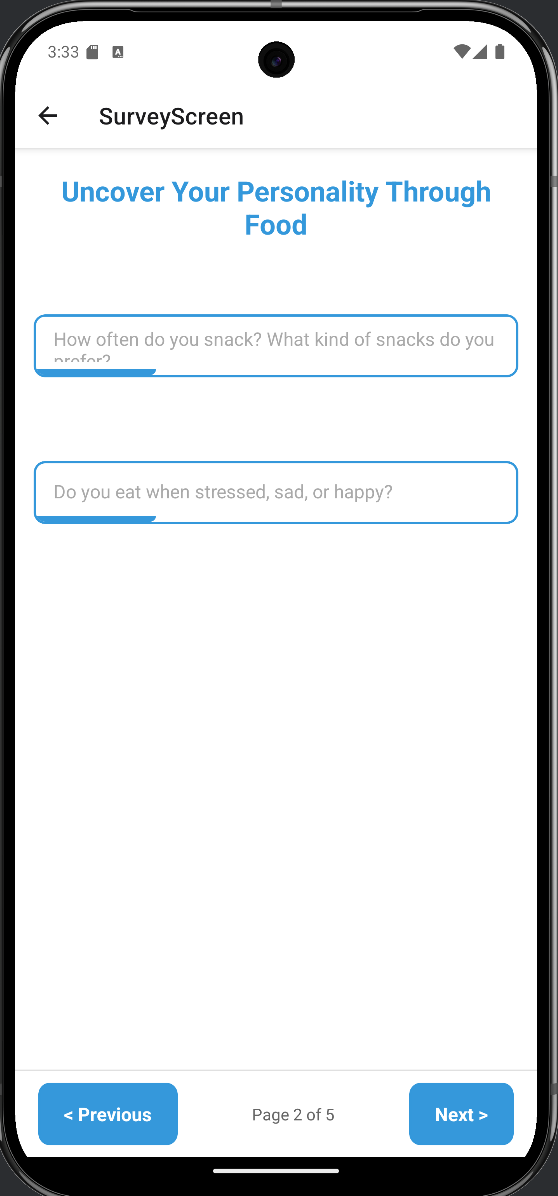 3:33
SurveyScreen
Uncover Your Personality Through
Food
How often do you snack? What kind of snacks do you
prefer?
Do you eat when stressed, sad, or happy?
< Previous
Page 2 of 5
Next >